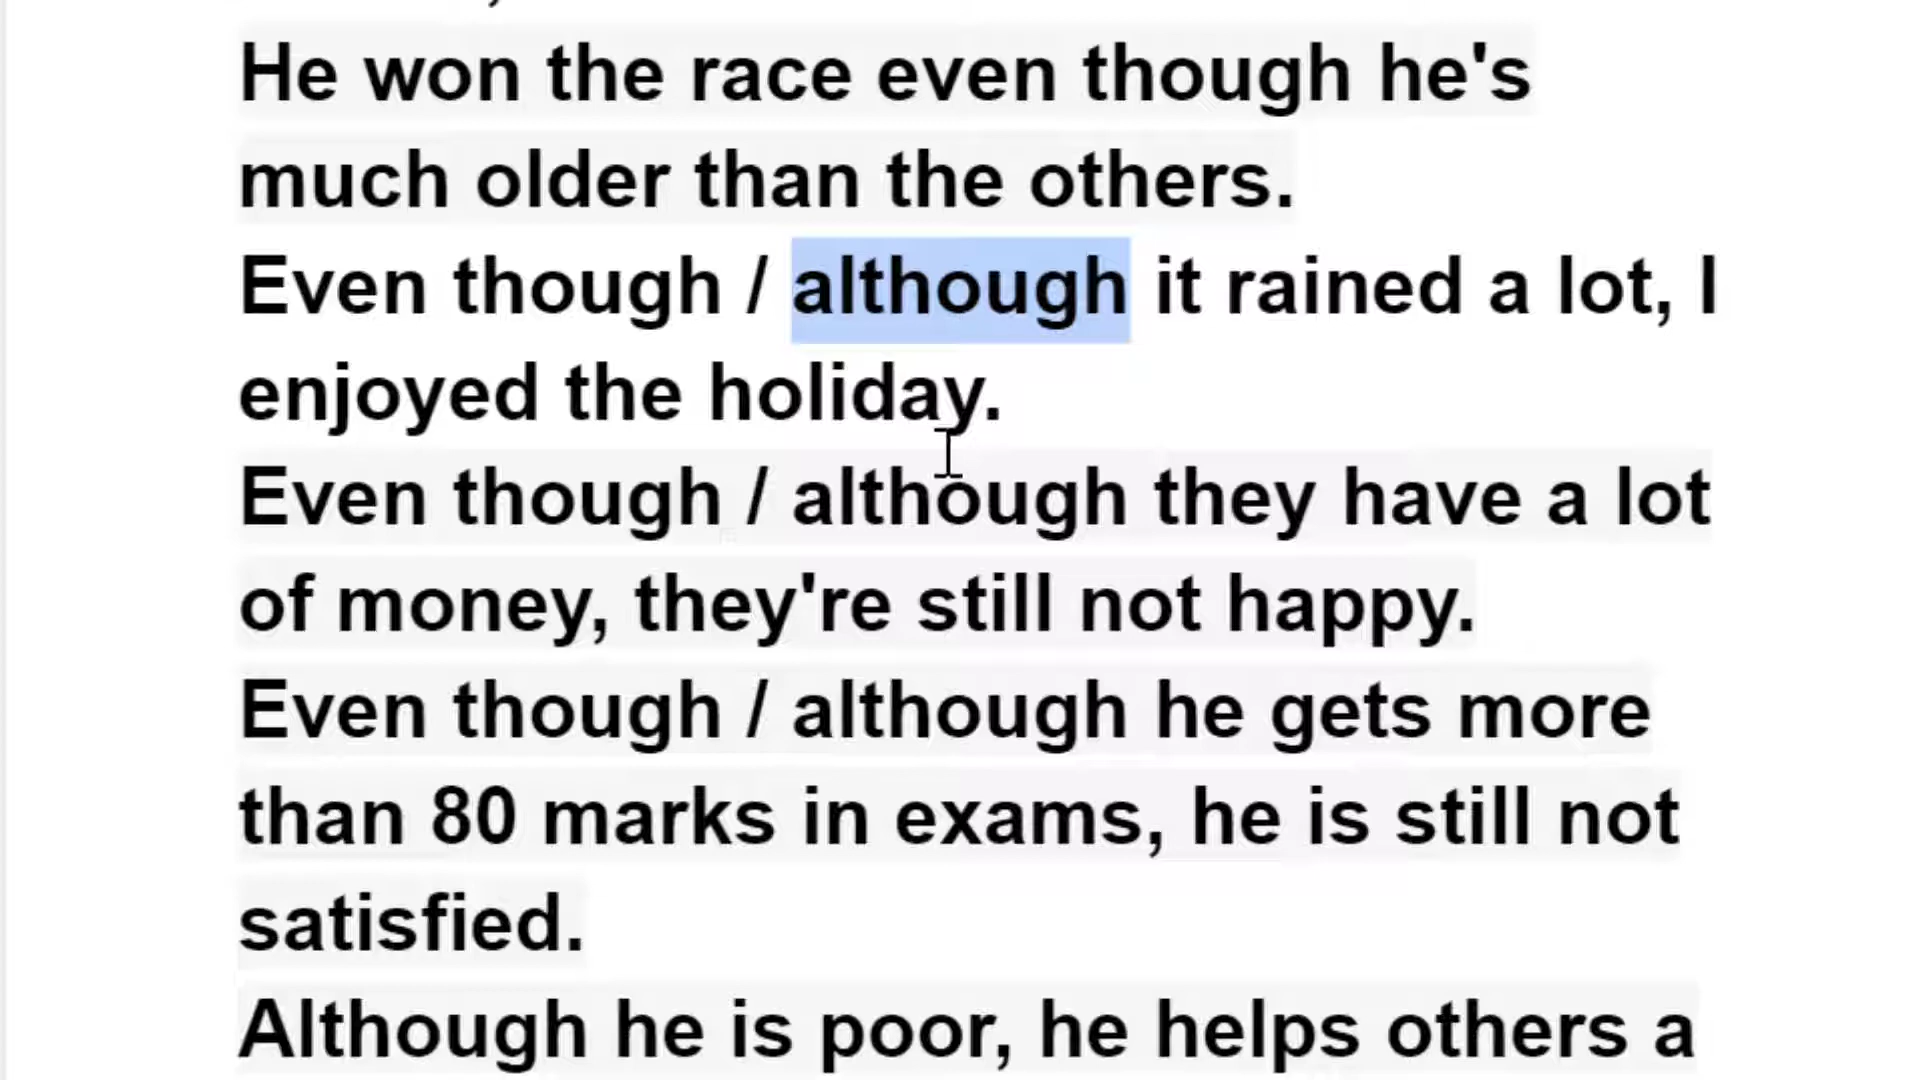 He won the race even though he's
much older than the others.
Even though / although it rained a lot, I
enjoyed the holiday.
Even though / although they have a lot
of money, they're still not happy.
Even though / although he gets more
than 80 marks in exams, he is still not
satisfied.
Although he is poor, he helps others a